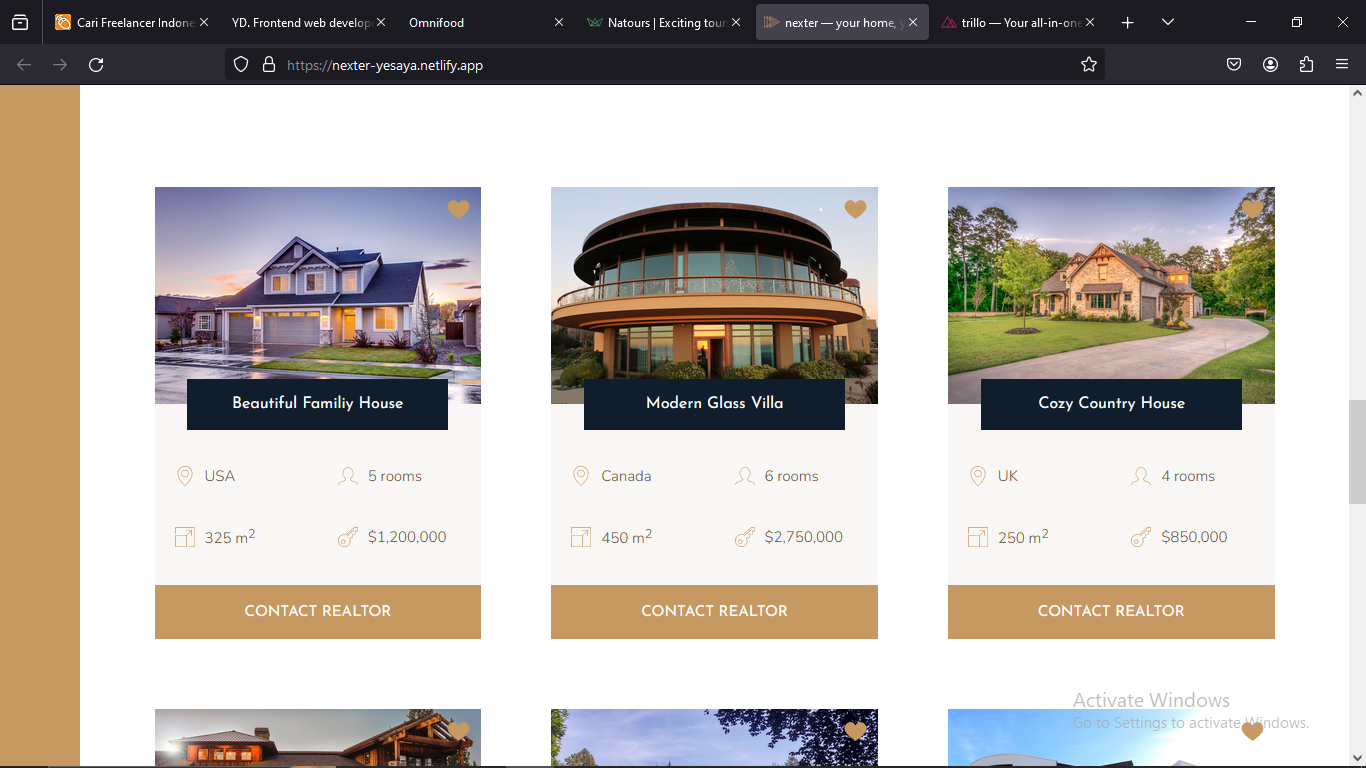 Cari Freelancer Indone
YD. Frontend web develop
Omnifood
Natours | Exciting tour
nexter — your home, y
trillo — Your all-in-one
https://nexter-yesaya.netlify.app
Beautiful Familiy House
Modern Glass Villa
Cozy Country House
USA
5 rooms
Canada
6 rooms
UK
4 rooms
325 m²
$1,200,000
450 m²
$2,750,000
250 m²
$850,000
CONTACT REALTOR
CONTACT REALTOR
CONTACT REALTOR
Activate Windows
Go to Settings to activate Windows.